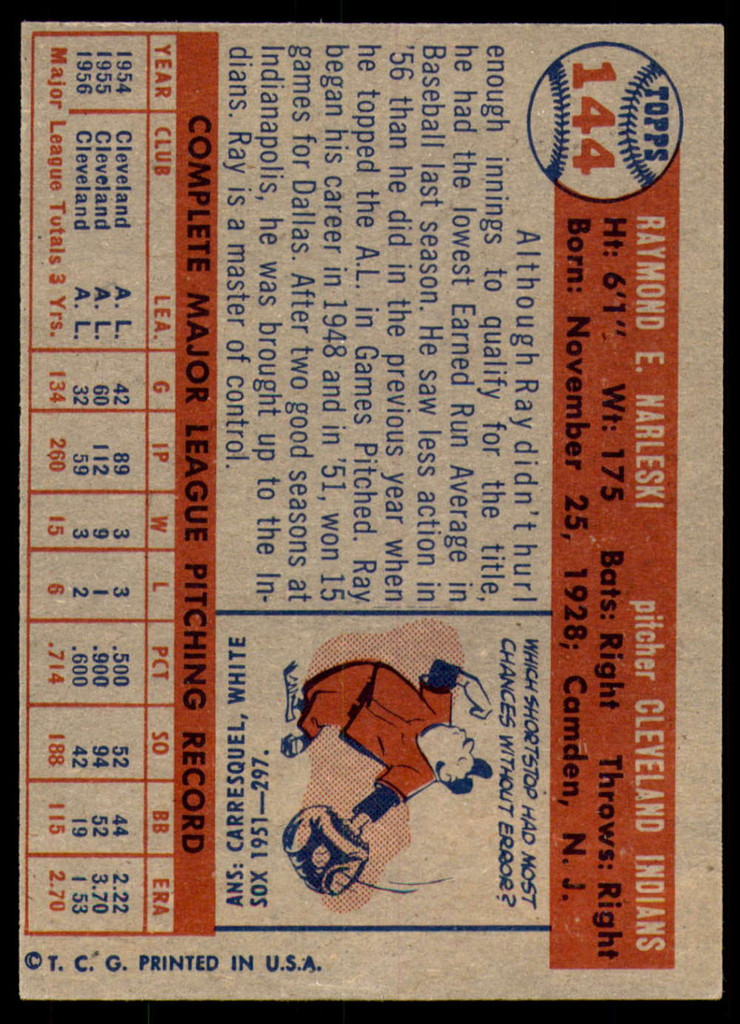 TOPPS
144
RAYMOND E. NARLESKI pitcher CLEVELAND INDIANS
Ht: 6'1" Wt: 175 Bats: Right Throws: Right
Born: November 25, 1928; Camden, N. J.
Although Ray didn't hurl
enough innings to qualify for the title,
he had the lowest Earned Run Average in
Baseball last season. He saw less action in
'56 than he did in the previous year when
he topped the A.L. in Games Pitched. Ray
began his career in 1948 and in '51, won 15
games for Dallas. After two good seasons at
Indianapolis, he was brought up to the In-
dians. Ray is a master of control.
WHICH SHORTSTOP HAD MOST
CHANCES WITHOUT ERROR?
ANS: CARRESQUEL, WHITE
SOX 1951—297.
COMPLETE MAJOR LEAGUE PITCHING RECORD
YEAR CLUB LEA. G IP W L PCT SO BB ERA
1954 Cleveland A. L. 42 89 3 3 .500 52 44 2.22
1955 Cleveland A. L. 60 112 9 1 .900 94 52 3.70
1956 Cleveland A. L. 32 59 3 2 .600 42 19 1 53
Major League Tutals 3 Yrs. 134 260 15 6 .714 188 115 2.70
© T. C. G. PRINTED IN U.S.A.